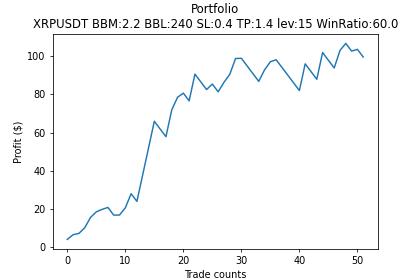 Portfolio
XRPUSDT BBM:2.2 BBL:240 SL:0.4 TP:1.4 lev:15 WinRatio:60.0
Profit ($)
100
80
60
40
20
0
0 10 20 30 40 50
Trade counts